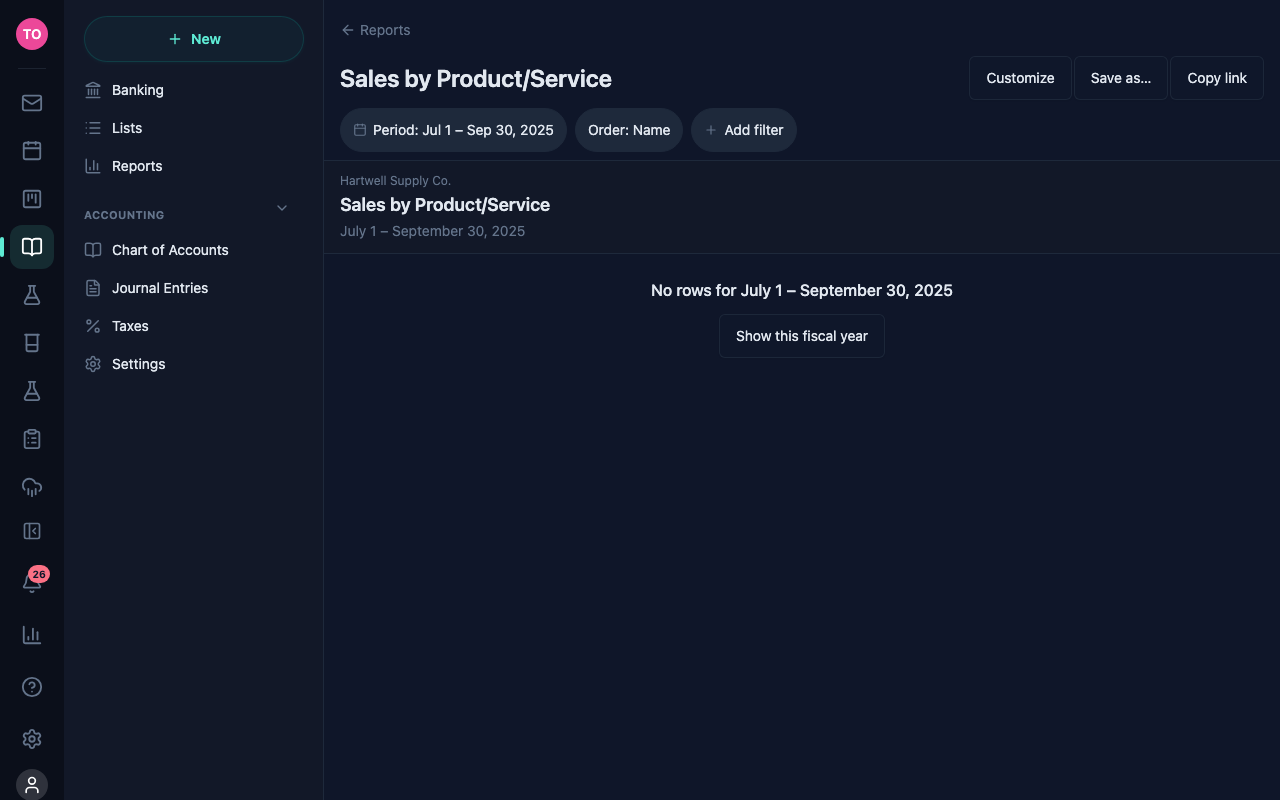 TO
+ New
Banking
Lists
Reports
ACCOUNTING
Chart of Accounts
Journal Entries
Taxes
Settings
26
← Reports
Sales by Product/Service
Customize
Save as...
Copy link
Period: Jul 1 – Sep 30, 2025
Order: Name
+ Add filter
Hartwell Supply Co.
Sales by Product/Service
July 1 – September 30, 2025
No rows for July 1 – September 30, 2025
Show this fiscal year